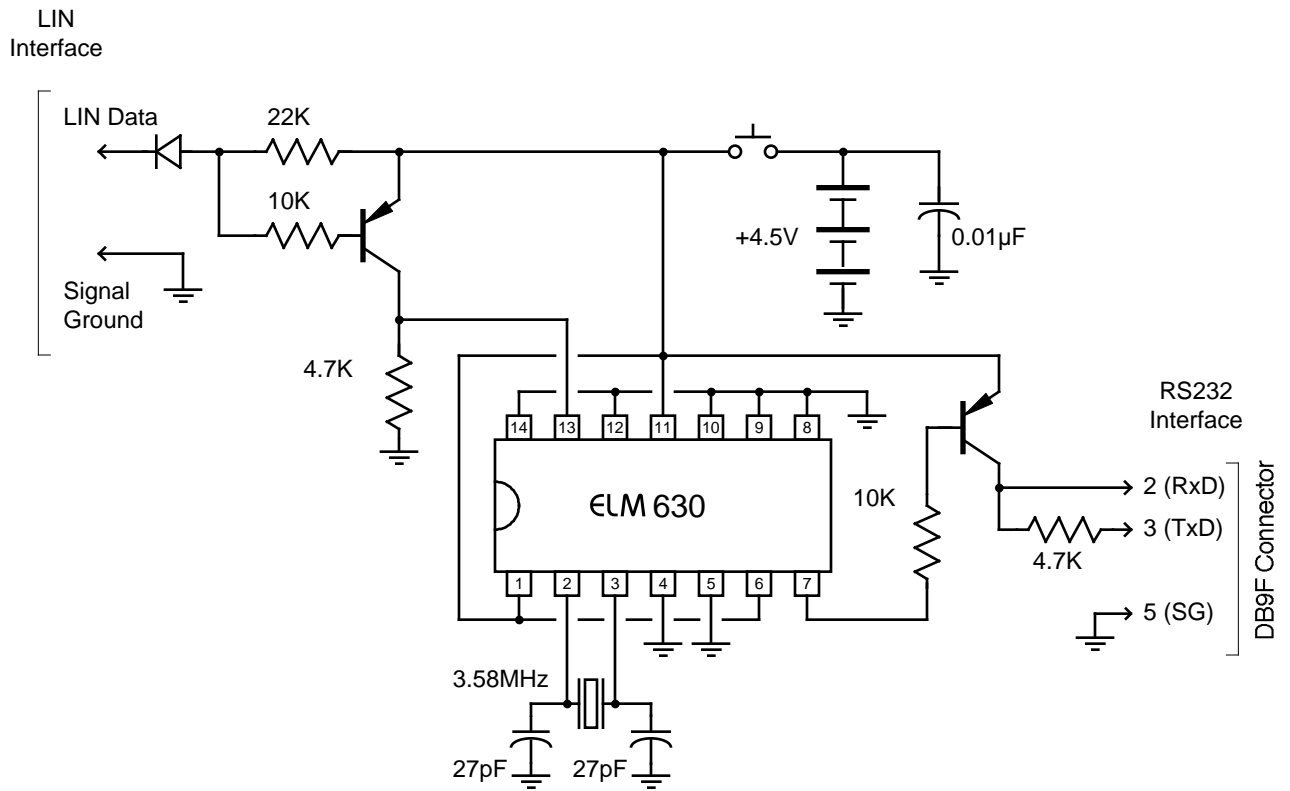 LIN
Interface
LIN Data
22K
10K
Signal
Ground
4.7K
+4.5V
0.01µF
14 13 12 11 10 9 8
ELM 630
1 2 3 4 5 6 7
3.58MHz
27pF
27pF
10K
RS232
Interface
2 (RxD)
3 (TxD)
4.7K
5 (SG)
DB9F Connector